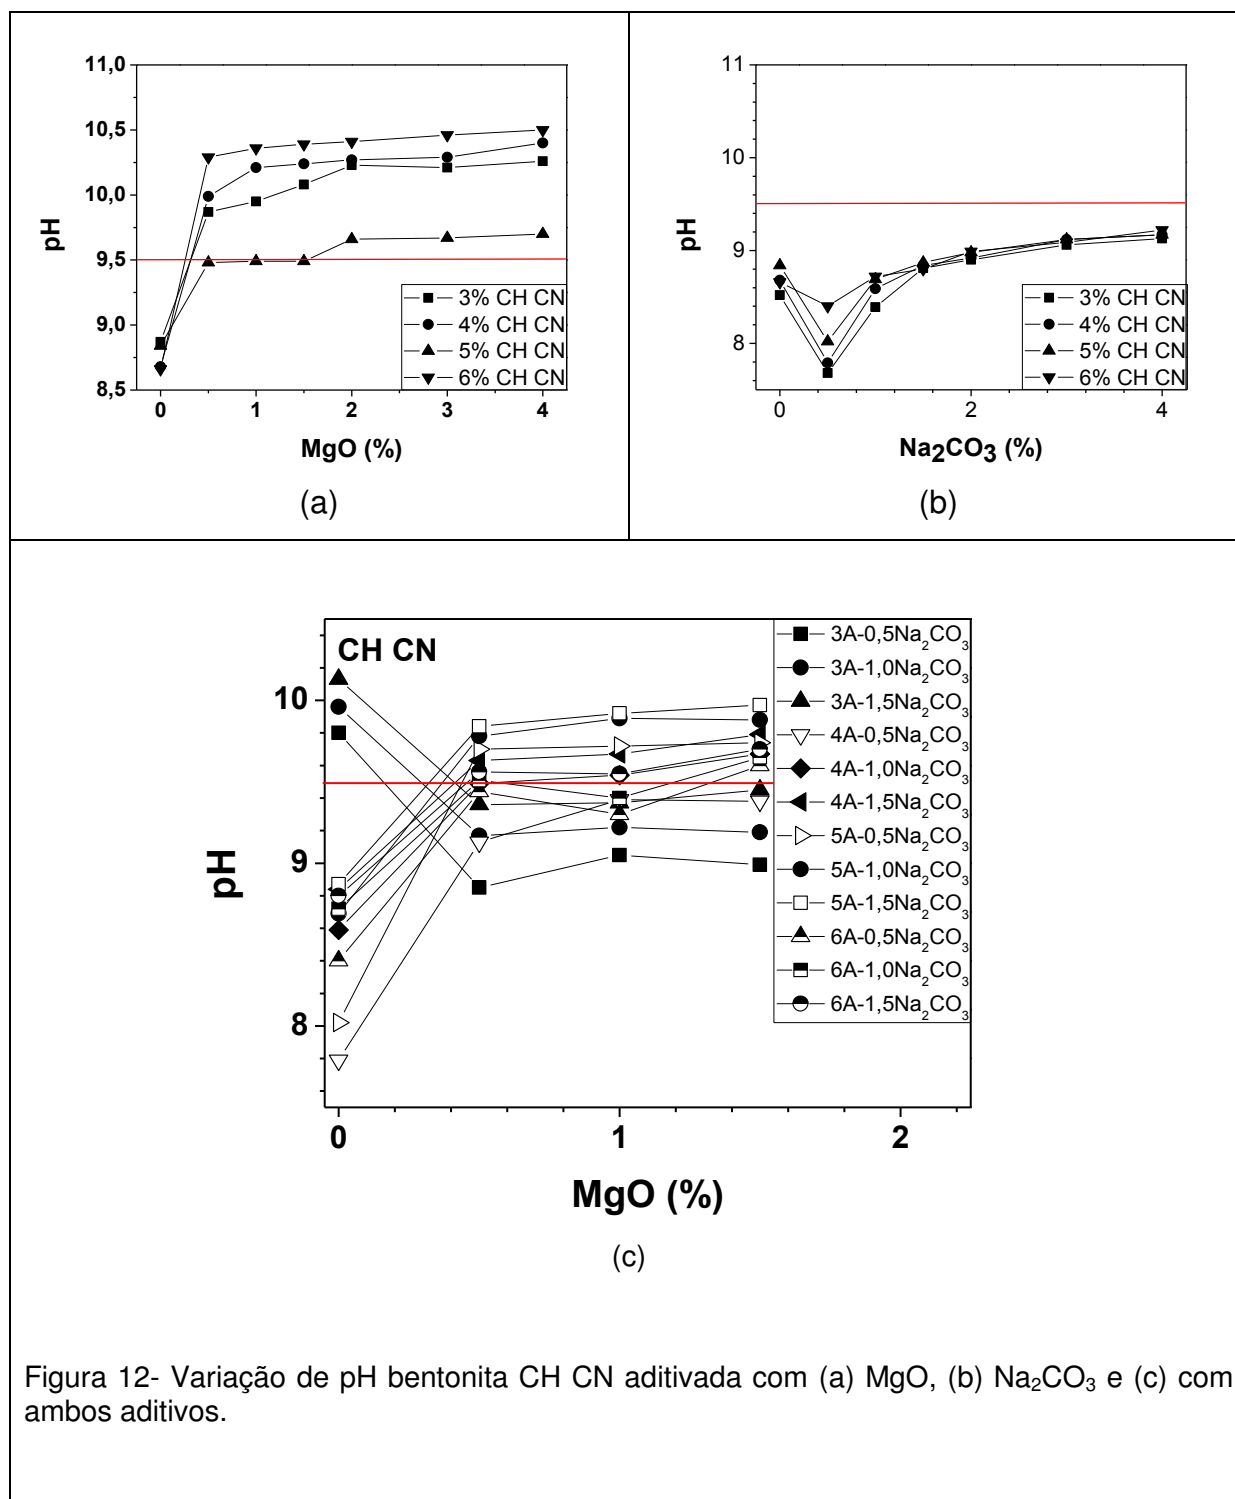 11,0
10,5
10,0
9,5
9,0
8,5
pH
0 1 2 3 4
MgO (%)
3% CH CN
4% CH CN
5% CH CN
6% CH CN
(a)
11
10
9
8
pH
0 2 4
Na₂CO₃ (%)
3% CH CN
4% CH CN
5% CH CN
6% CH CN
(b)
CH CN
10
9
8
pH
0 1 2
MgO (%)
3A-0,5Na₂CO₃
3A-1,0Na₂CO₃
3A-1,5Na₂CO₃
4A-0,5Na₂CO₃
4A-1,0Na₂CO₃
4A-1,5Na₂CO₃
5A-0,5Na₂CO₃
5A-1,0Na₂CO₃
5A-1,5Na₂CO₃
6A-0,5Na₂CO₃
6A-1,0Na₂CO₃
6A-1,5Na₂CO₃
(c)
Figura 12- Variação de pH bentonita CH CN aditivada com (a) MgO, (b) Na₂CO₃ e (c) com
ambos aditivos.